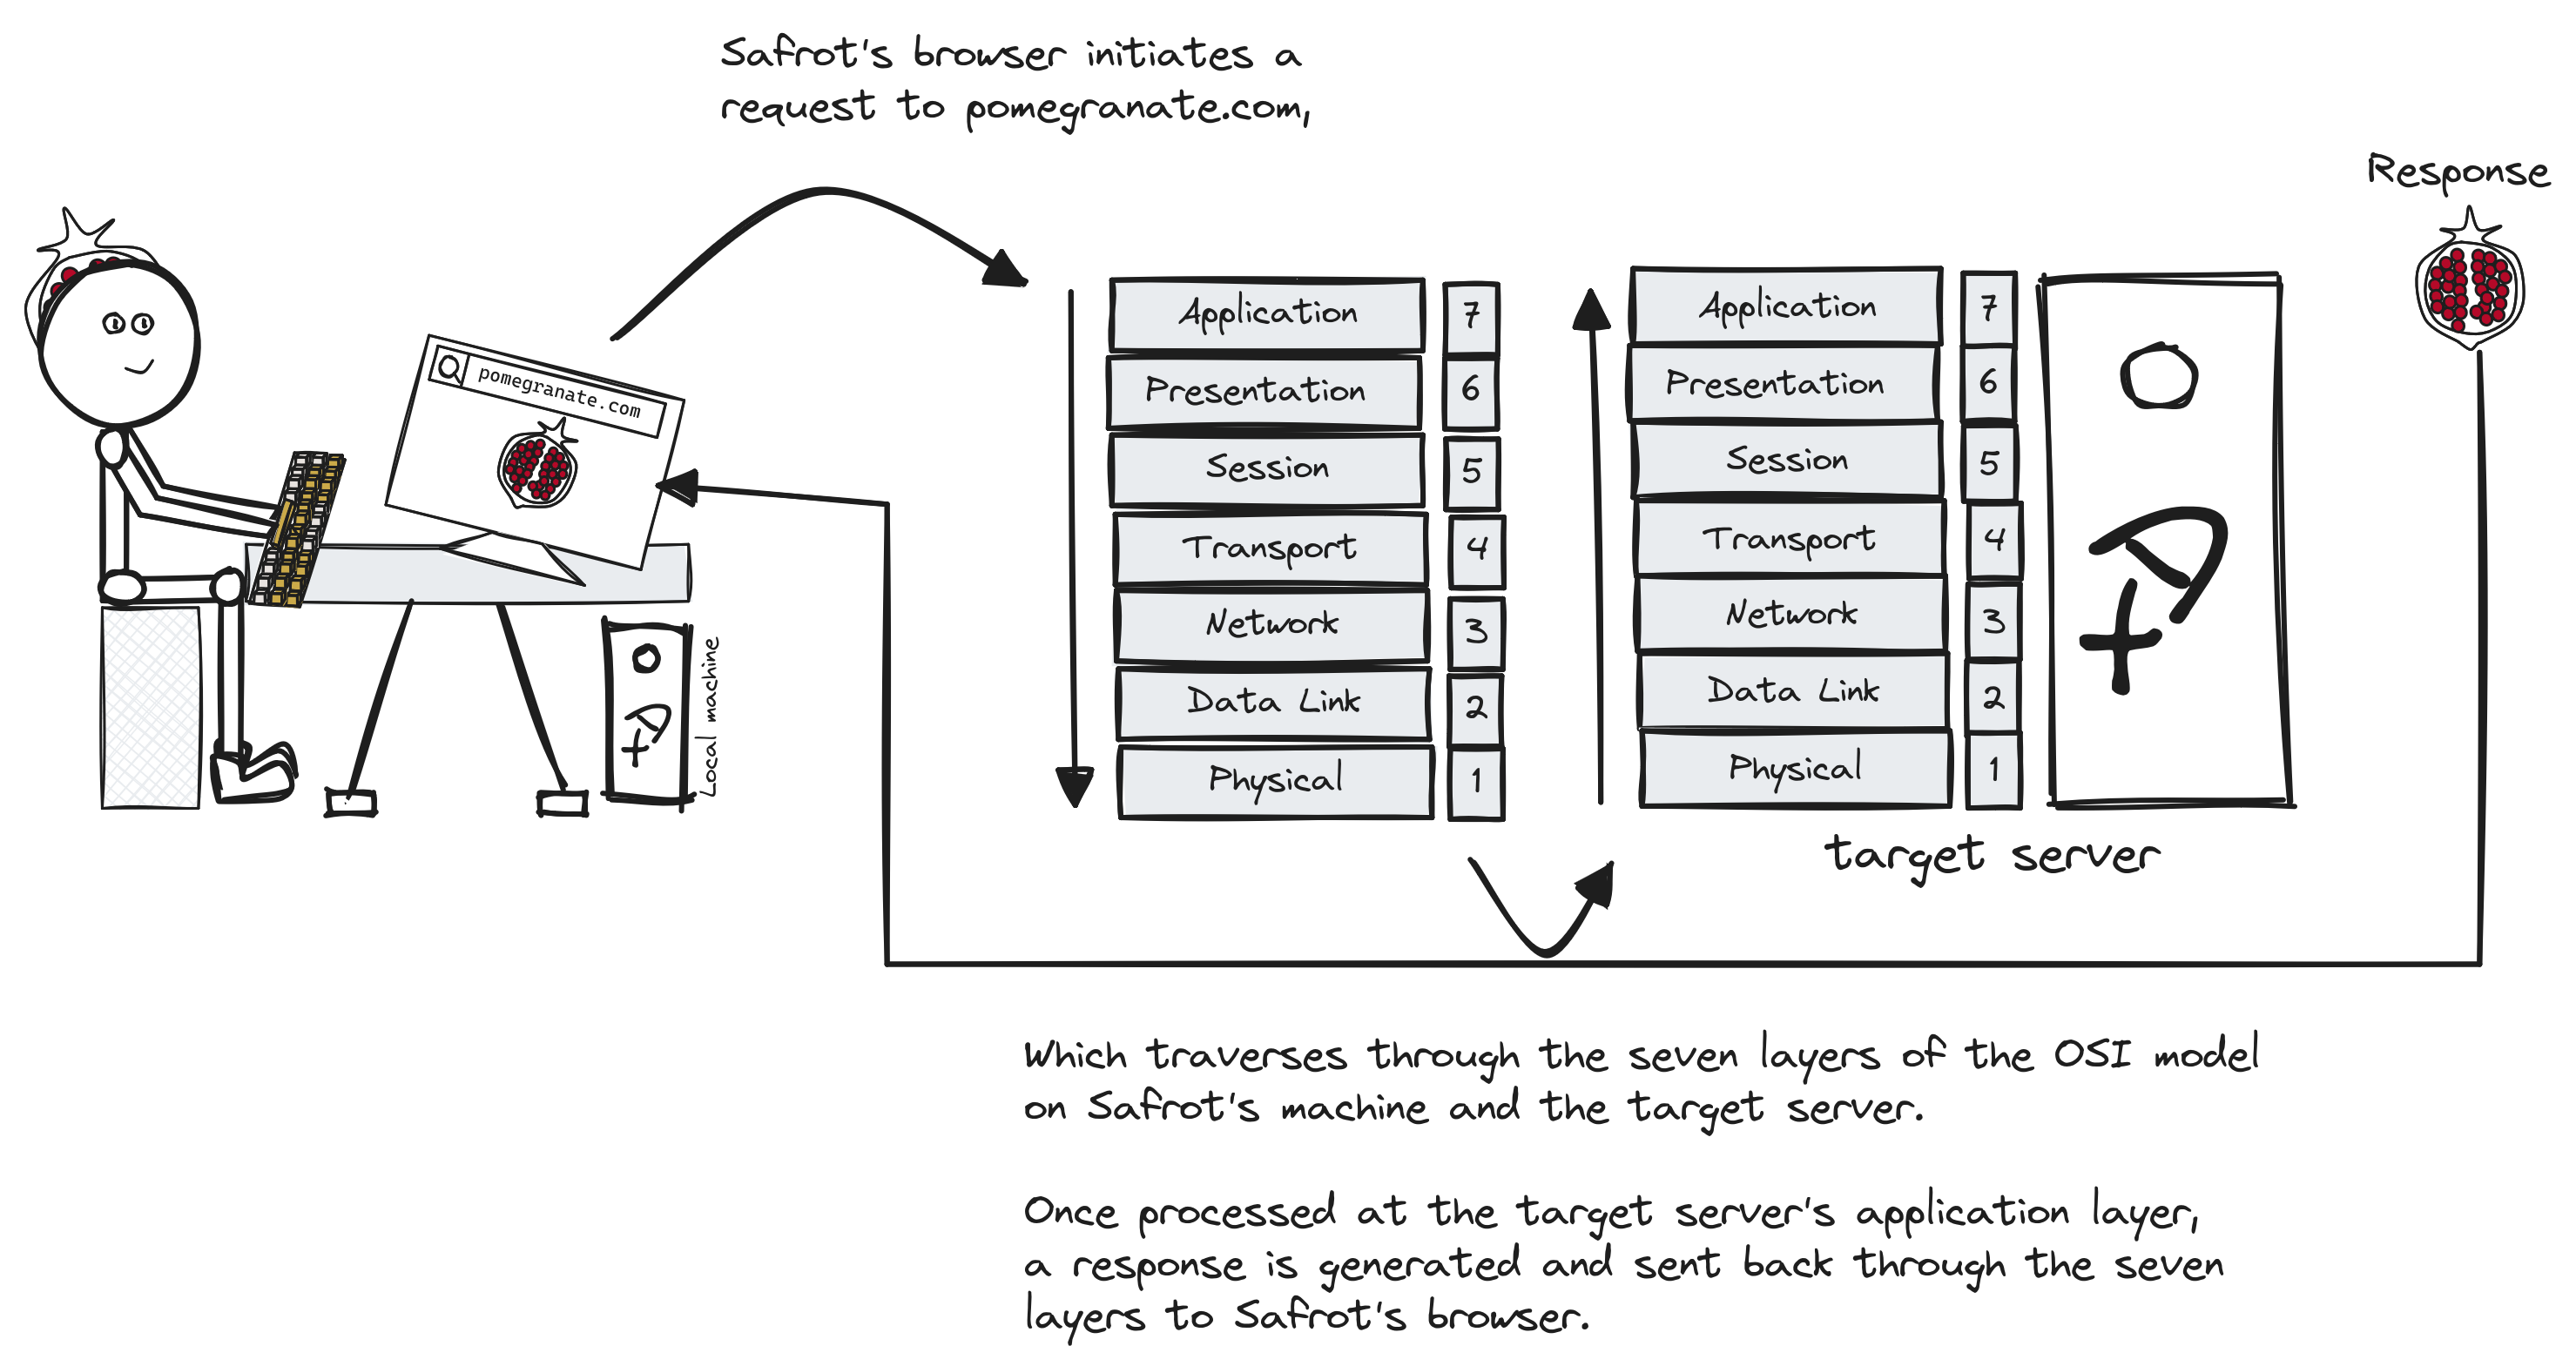 Safrot's browser initiates a
request to pomegranate.com,
Response
pomegranate.com
Local machine
Application 7
Presentation 6
Session 5
Transport 4
Network 3
Data Link 2
Physical 1
Application 7
Presentation 6
Session 5
Transport 4
Network 3
Data Link 2
Physical 1
target server
Which traverses through the seven layers of the OSI model
on Safrot's machine and the target server.
Once processed at the target server's application layer,
a response is generated and sent back through the seven
layers to Safrot's browser.